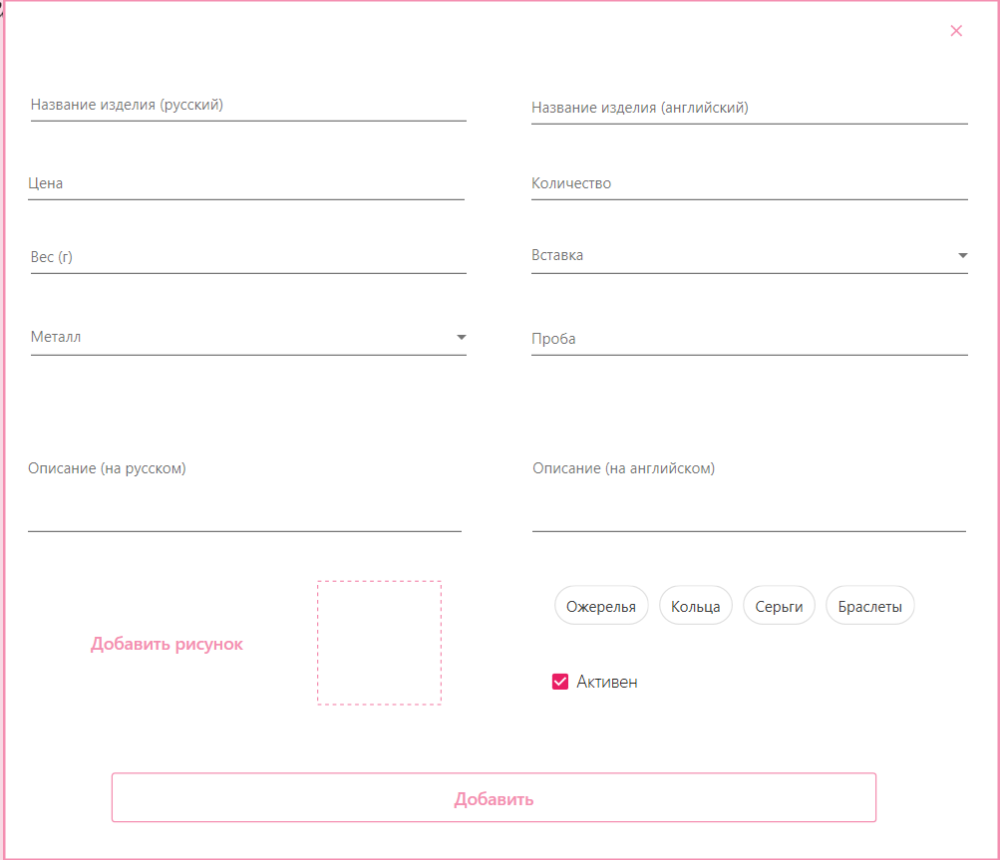 Название изделия (русский)
Название изделия (английский)
Цена
Количество
Вес (г)
Вставка
Металл
Проба
Описание (на русском)
Описание (на английском)
Ожерелья
Кольца
Серьги
Браслеты
Добавить рисунок
Активен
Добавить